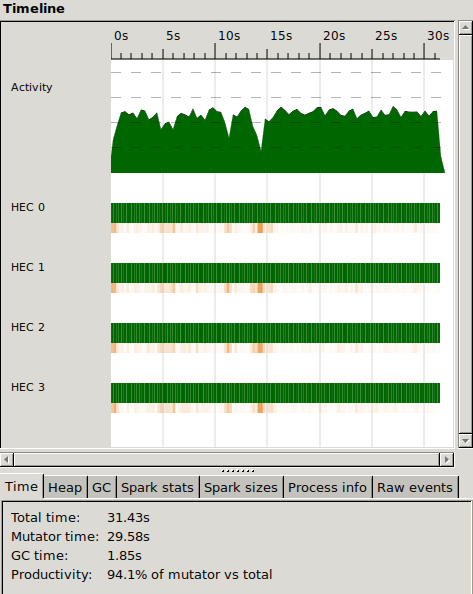 Timeline
0s 5s 10s 15s 20s 25s 30s
Activity
HEC 0
HEC 1
HEC 2
HEC 3
Time Heap GC Spark stats Spark sizes Process info Raw events
Total time: 31.43s
Mutator time: 29.58s
GC time: 1.85s
Productivity: 94.1% of mutator vs total